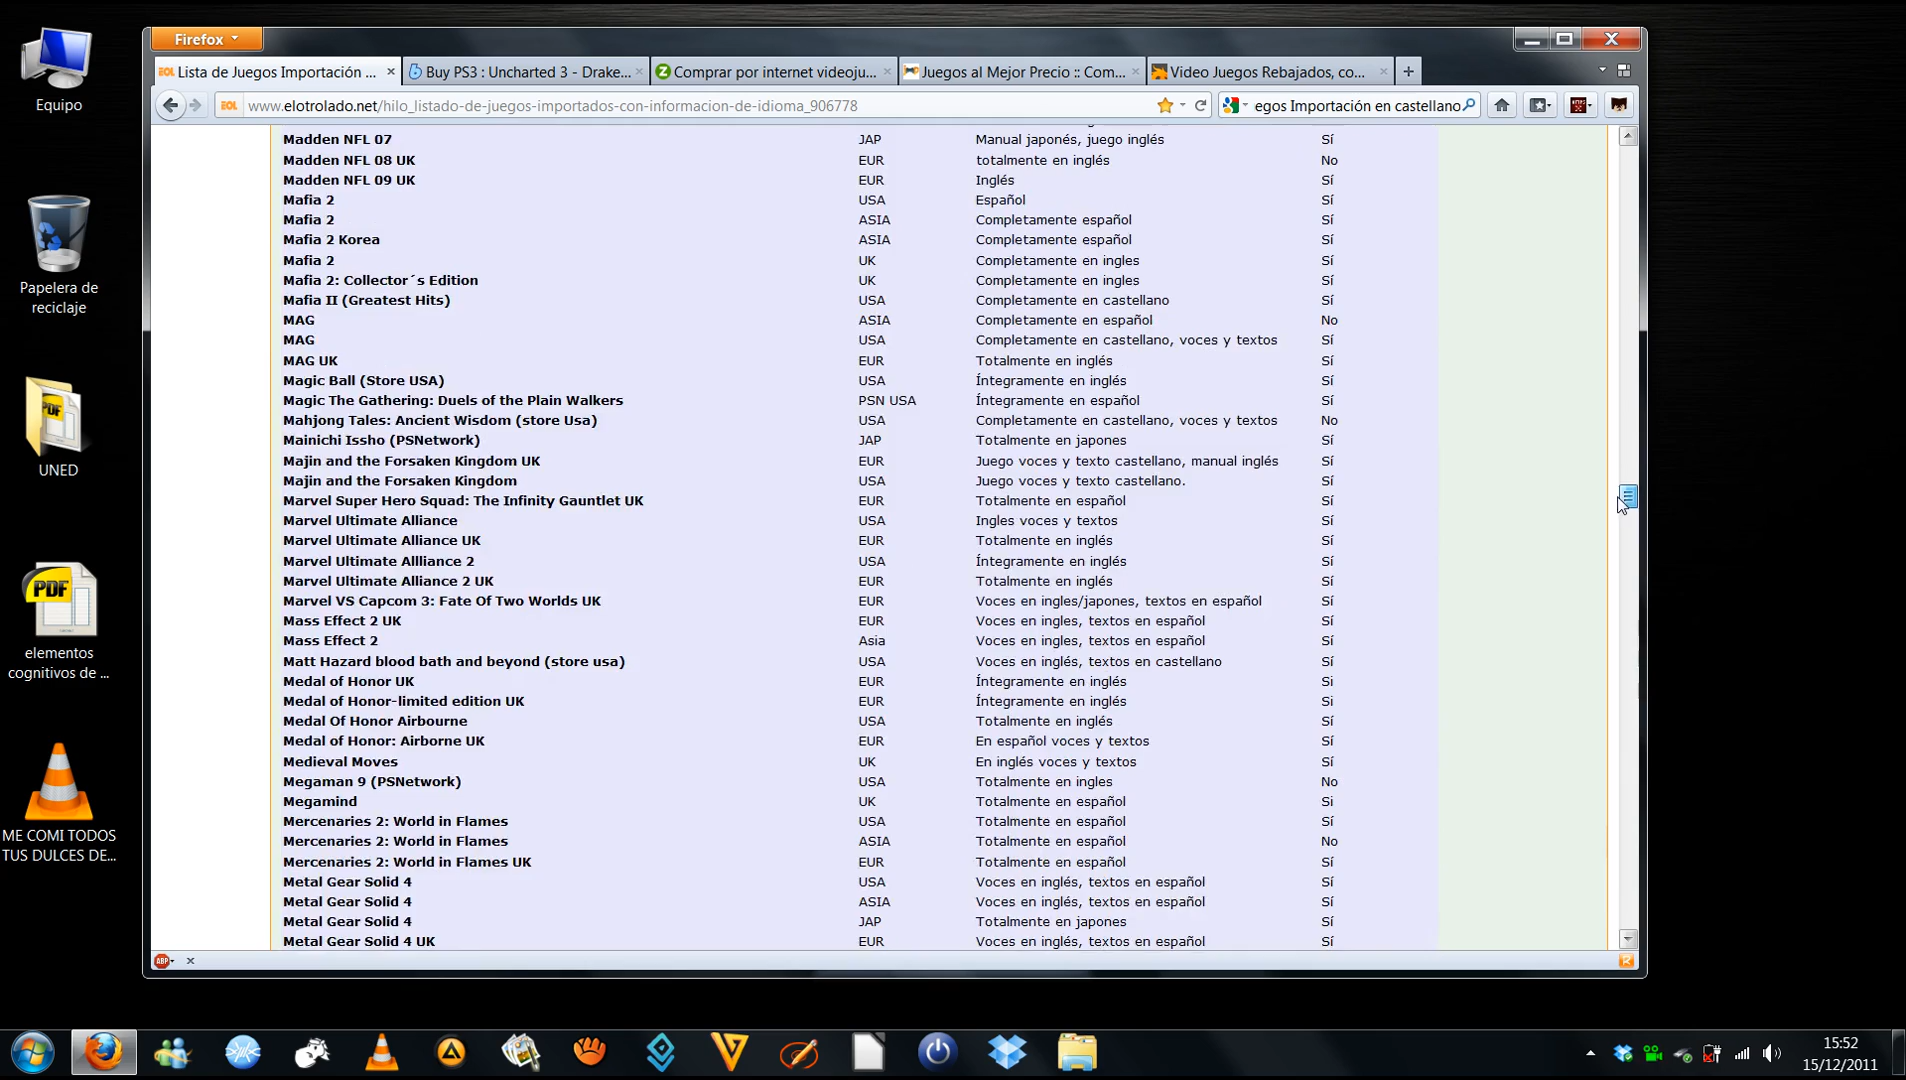 Equipo
Papelera de
reciclaje
UNED
elementos
cognitivos de ...
ME COMI TODOS
TUS DULCES DE...
Firefox
Lista de Juegos Importación ...
Buy PS3 : Uncharted 3 - Drake...
Comprar por internet videoju...
Juegos al Mejor Precio :: Com...
Video Juegos Rebajados, co...
EOL www.elotrolado.net/hilo_listado-de-juegos-importados-con-informacion-de-idioma_906778
egos Importación en castellano
Madden NFL 07 JAP Manual japonés, juego inglés Sí
Madden NFL 08 UK EUR totalmente en inglés No
Madden NFL 09 UK EUR Inglés Sí
Mafia 2 USA Español Sí
Mafia 2 ASIA Completamente español Sí
Mafia 2 Korea ASIA Completamente español Sí
Mafia 2 UK Completamente en ingles Sí
Mafia 2: Collector´s Edition UK Completamente en ingles Sí
Mafia II (Greatest Hits) USA Completamente en castellano Sí
MAG ASIA Completamente en español No
MAG USA Completamente en castellano, voces y textos Sí
MAG UK EUR Totalmente en inglés Sí
Magic Ball (Store USA) USA Íntegramente en inglés Sí
Magic The Gathering: Duels of the Plain Walkers PSN USA Íntegramente en español Sí
Mahjong Tales: Ancient Wisdom (store Usa) USA Completamente en castellano, voces y textos No
Mainichi Issho (PSNetwork) JAP Totalmente en japones Sí
Majin and the Forsaken Kingdom UK EUR Juego voces y texto castellano, manual inglés Sí
Majin and the Forsaken Kingdom USA Juego voces y texto castellano. Sí
Marvel Super Hero Squad: The Infinity Gauntlet UK EUR Totalmente en español Sí
Marvel Ultimate Alliance USA Ingles voces y textos Sí
Marvel Ultimate Alliance UK EUR Totalmente en inglés Sí
Marvel Ultimate Allliance 2 USA Íntegramente en inglés Sí
Marvel Ultimate Alliance 2 UK EUR Totalmente en inglés Sí
Marvel VS Capcom 3: Fate Of Two Worlds UK EUR Voces en ingles/japones, textos en español Sí
Mass Effect 2 UK EUR Voces en ingles, textos en español Sí
Mass Effect 2 Asia Voces en ingles, textos en español Sí
Matt Hazard blood bath and beyond (store usa) USA Voces en inglés, textos en castellano Sí
Medal of Honor UK EUR Íntegramente en inglés Si
Medal of Honor-limited edition UK EUR Íntegramente en inglés Si
Medal Of Honor Airbourne USA Totalmente en inglés Sí
Medal of Honor: Airborne UK EUR En español voces y textos Sí
Medieval Moves UK En inglés voces y textos Sí
Megaman 9 (PSNetwork) USA Totalmente en ingles No
Megamind UK Totalmente en español Si
Mercenaries 2: World in Flames USA Totalmente en español Sí
Mercenaries 2: World in Flames ASIA Totalmente en español No
Mercenaries 2: World in Flames UK EUR Totalmente en español Sí
Metal Gear Solid 4 USA Voces en inglés, textos en español Sí
Metal Gear Solid 4 ASIA Voces en inglés, textos en español Sí
Metal Gear Solid 4 JAP Totalmente en japones Sí
Metal Gear Solid 4 UK EUR Voces en inglés, textos en español Sí
ABP
15:52
15/12/2011